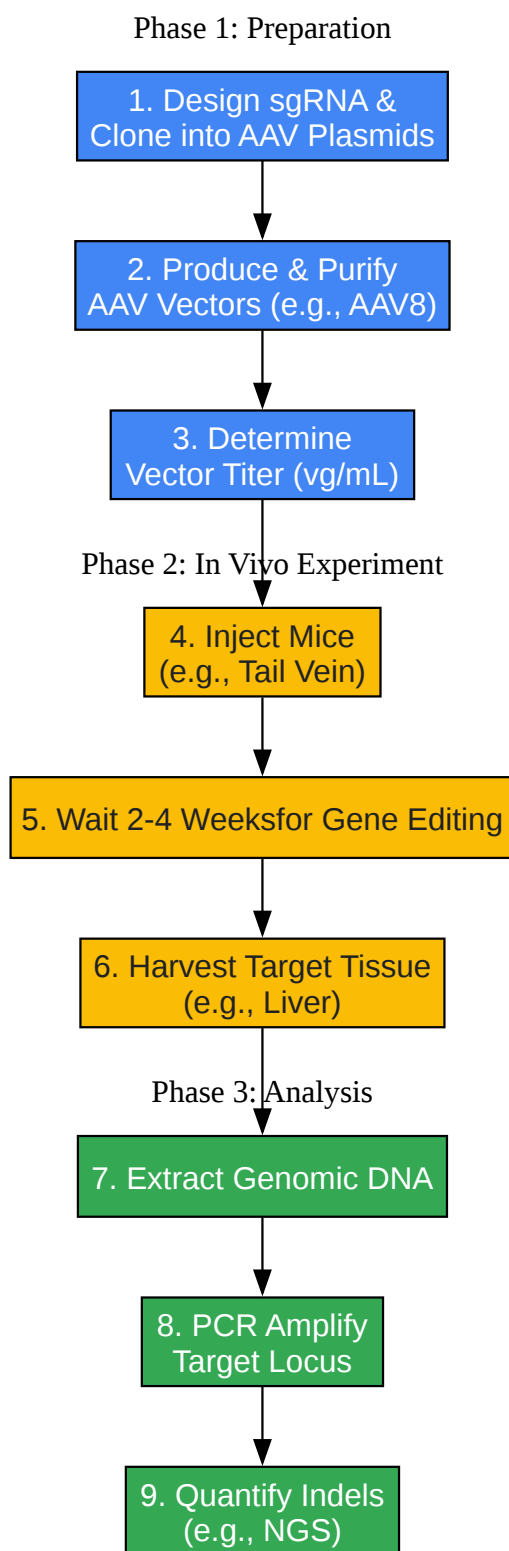 Phase 1: Preparation
1. Design sgRNA &
Clone into AAV Plasmids
2. Produce & Purify
AAV Vectors (e.g., AAV8)
3. Determine
Vector Titer (vg/mL)
Phase 2: In Vivo Experiment
4. Inject Mice
(e.g., Tail Vein)
5. Wait 2-4 Weeksfor Gene Editing
6. Harvest Target Tissue
(e.g., Liver)
Phase 3: Analysis
7. Extract Genomic DNA
8. PCR Amplify
Target Locus
9. Quantify Indels
(e.g., NGS)